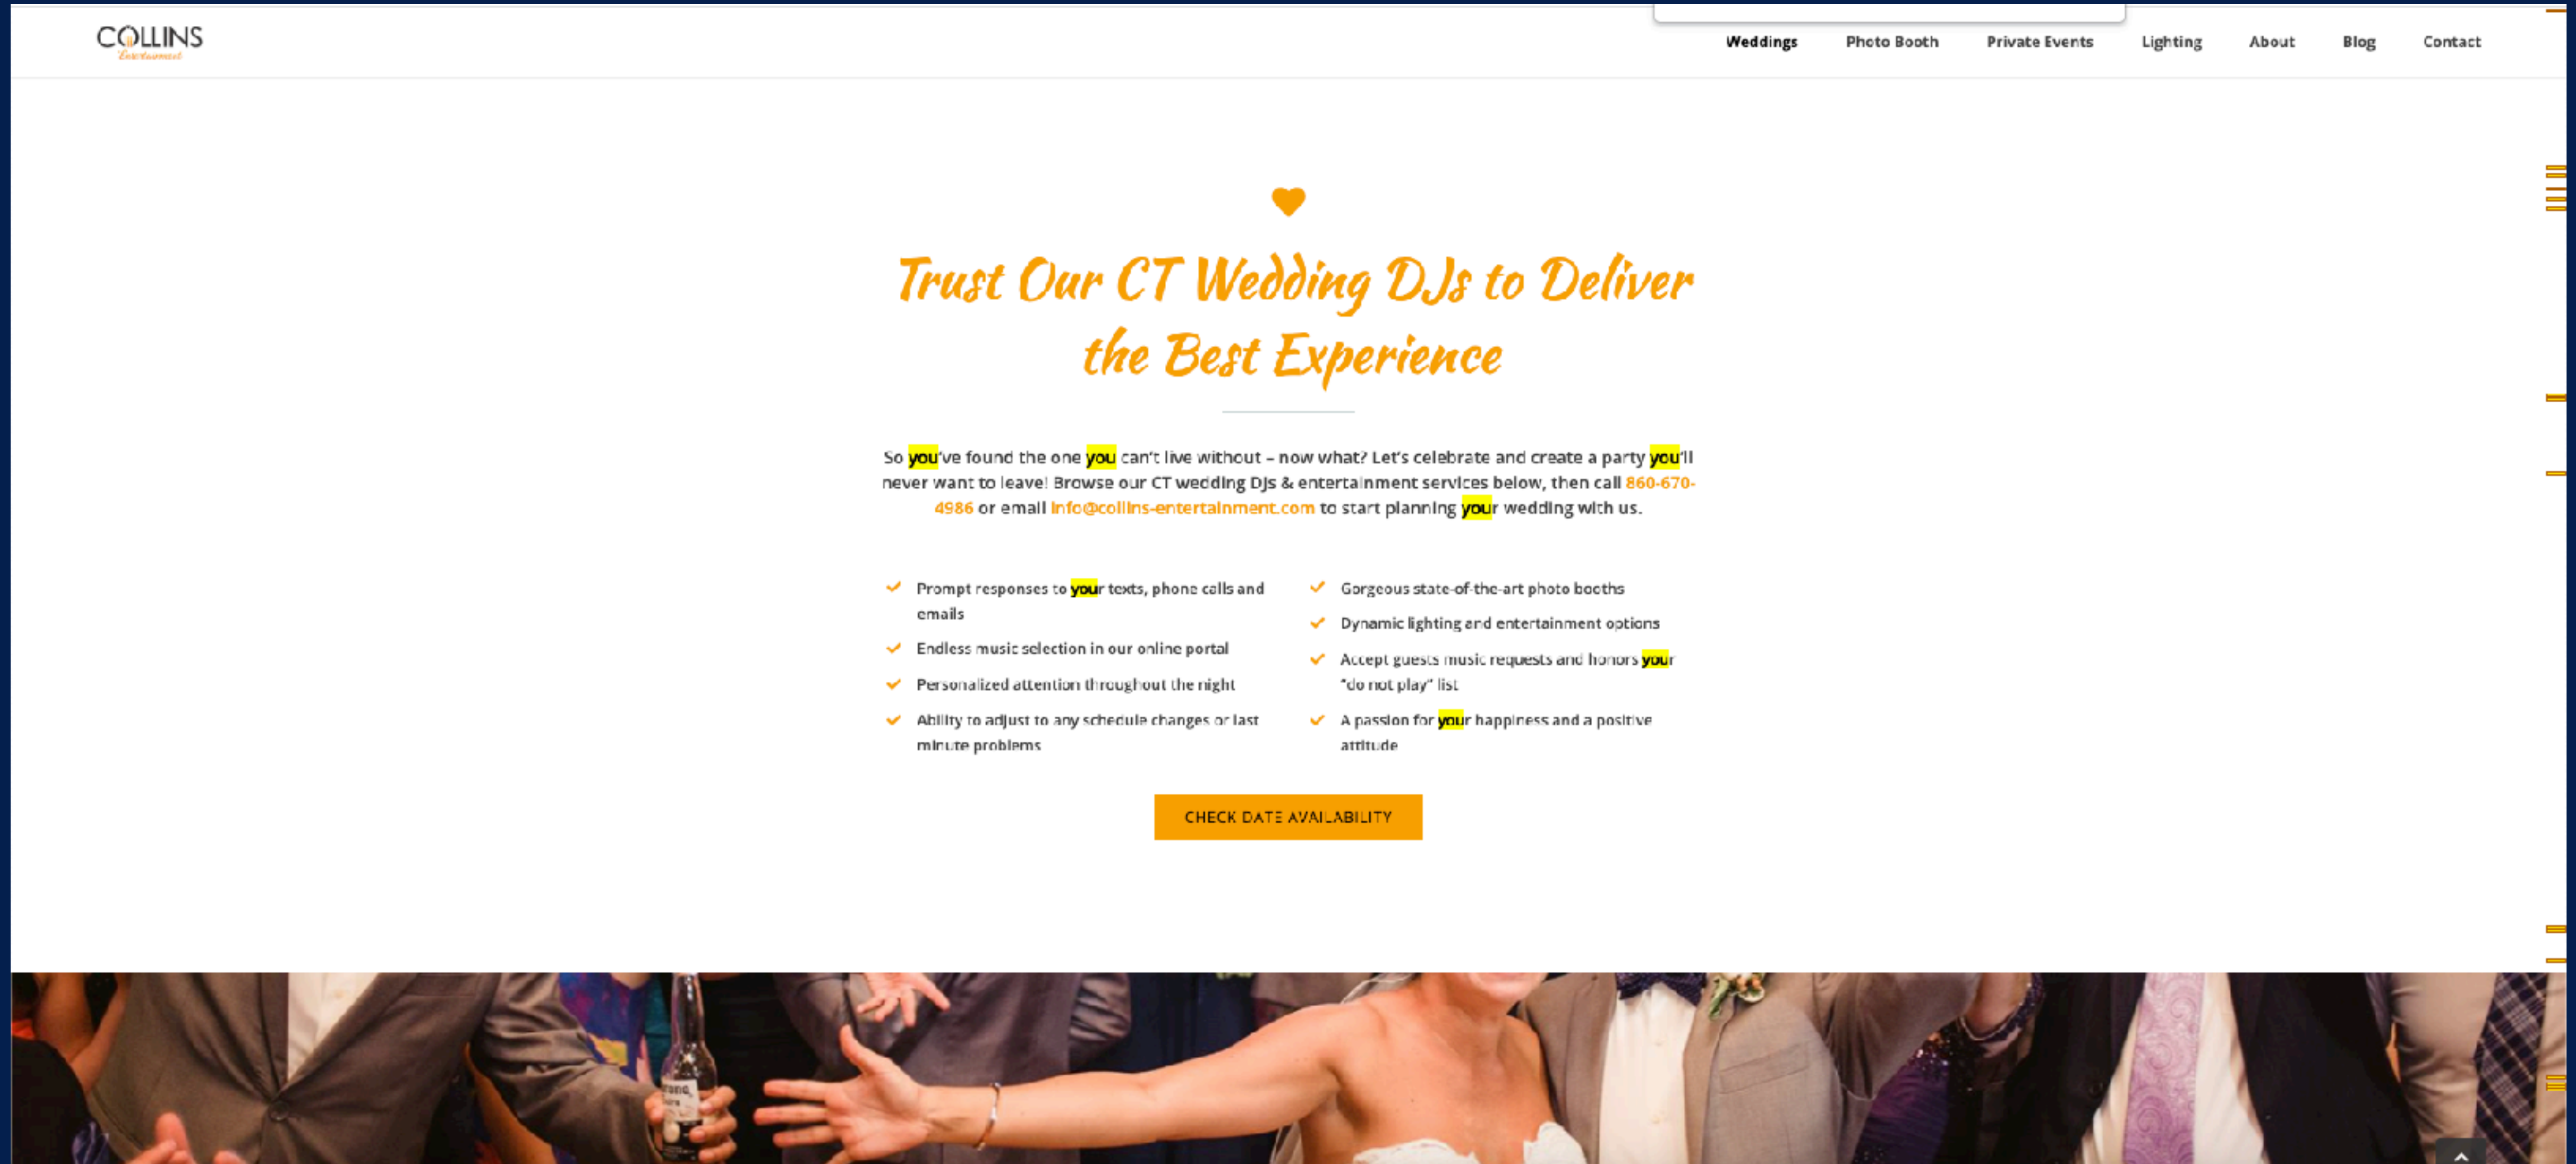 COLLINS
Entertainment
Weddings Photo Booth Private Events Lighting About Blog Contact
Trust Our CT Wedding DJs to Deliver
the Best Experience
So you've found the one you can't live without – now what? Let's celebrate and create a party you'll
never want to leave! Browse our CT wedding DJs & entertainment services below, then call 860-670-
4986 or email info@collins-entertainment.com to start planning your wedding with us.
Prompt responses to your texts, phone calls and
emails
Endless music selection in our online portal
Personalized attention throughout the night
Ability to adjust to any schedule changes or last
minute problems
Gorgeous state-of-the-art photo booths
Dynamic lighting and entertainment options
Accept guests music requests and honors your
"do not play" list
A passion for your happiness and a positive
attitude
CHECK DATE AVAILABILITY